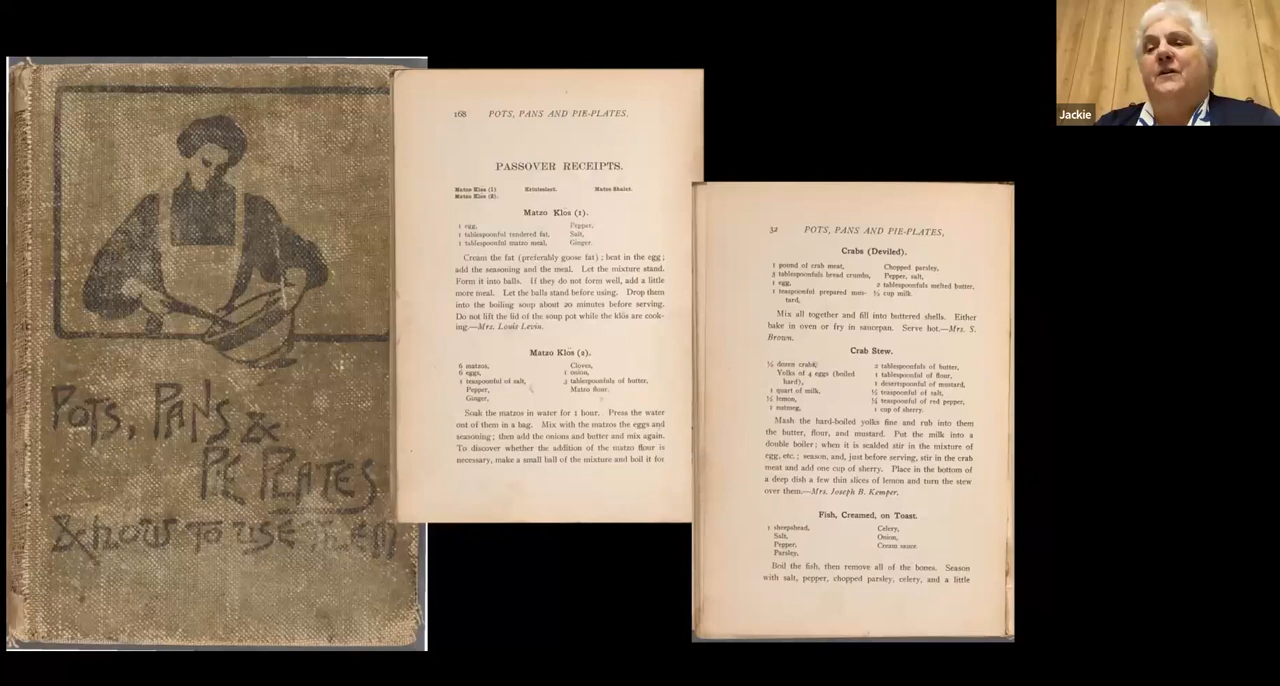 POTS, PANS &
PIE PLATES
& HOW TO USE THEM
168 POTS, PANS AND PIE-PLATES.
PASSOVER RECEIPTS.
Matzo Klös (1) Krimslect. Matzo Shalet.
Matzo Klös (2).
Matzo Klös (1).
1 egg, Pepper,
1 tablespoonful rendered fat, Salt,
1 tablespoonful matzo meal, Ginger.
Cream the fat (preferably goose fat); beat in the egg;
add the seasoning and the meal. Let the mixture stand.
Form it into balls. If they do not form well, add a little
more meal. Let the balls stand before using. Drop them
into the boiling soup about 20 minutes before serving.
Do not lift the lid of the soup pot while the klös are cook-
ing.—Mrs. Louis Levin.
Matzo Klös (2).
6 matzos, Cloves,
6 eggs, 1 onion,
1 teaspoonful of salt, 3 tablespoonfuls of butter,
Pepper, Matzo flour.
Ginger,
Soak the matzos in water for 1 hour. Press the water
out of them in a bag. Mix with the matzos the eggs and
seasoning; then add the onions and butter and mix again.
To discover whether the addition of the matzo flour is
necessary, make a small ball of the mixture and boil it for
32 POTS, PANS AND PIE-PLATES,
Crabs (Deviled).
1 pound of crab meat, Chopped parsley,
3 tablespoonfuls bread crumbs, Pepper, salt,
1 egg, 2 tablespoonfuls melted butter,
1 teaspoonful prepared mus- ½ cup milk.
tard,
Mix all together and fill into buttered shells. Either
bake in oven or fry in saucepan. Serve hot.—Mrs. S.
Brown.
Crab Stew.
½ dozen crabs, 2 tablespoonfuls of butter,
Yolks of 4 eggs (boiled 1 tablespoonful of flour,
hard), 1 dessertspoonful of mustard,
1 quart of milk, ½ teaspoonful of salt,
½ lemon, ¼ teaspoonful of red pepper,
1 nutmeg, 1 cup of sherry.
Mash the hard-boiled yolks fine and rub into them
the butter, flour, and mustard. Put the milk into a
double boiler; when it is scalded stir in the mixture of
egg, etc.; season, and, just before serving, stir in the crab
meat and add one cup of sherry. Place in the bottom of
a deep dish a few thin slices of lemon and turn the stew
over them.—Mrs. Joseph B. Kemper.
Fish, Creamed, on Toast.
1 sheepshead, Celery,
Salt, Onion,
Pepper, Cream sauce
Parsley,
Boil the fish, then remove all of the bones. Season
with salt, pepper, chopped parsley, celery, and a little
Jackie